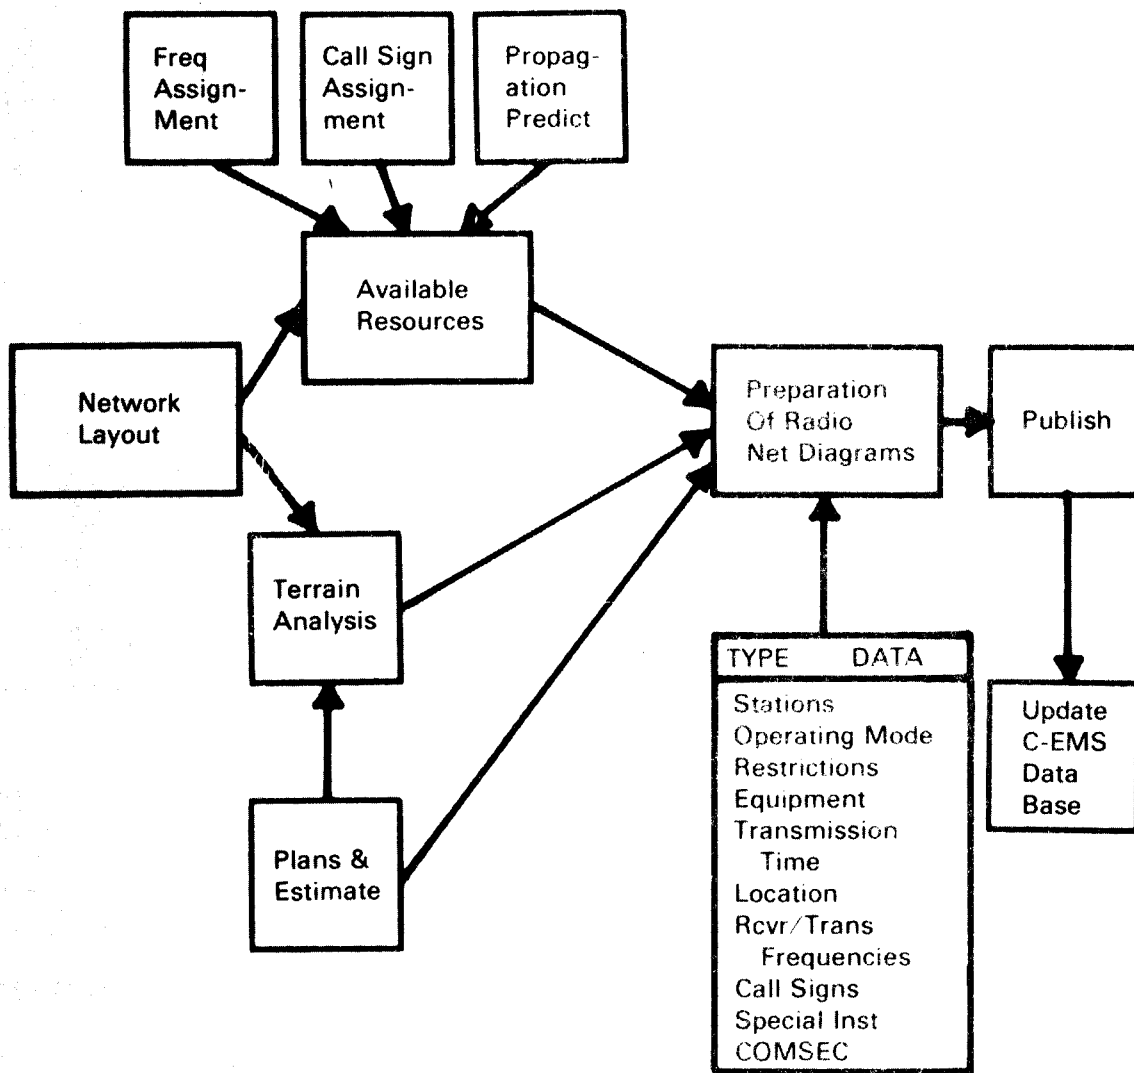 Freq
Assign-
Ment
Call Sign
Assign-
ment
Propag-
ation
Predict
Available
Resources
Network
Layout
Preparation
Of Radio
Net Diagrams
Publish
Terrain
Analysis
TYPE DATA
Stations
Operating Mode
Restrictions
Equipment
Transmission
Time
Location
Rcvr/Trans
Frequencies
Call Signs
Special Inst
COMSEC
Update
C-EMS
Data
Base
Plans &
Estimate